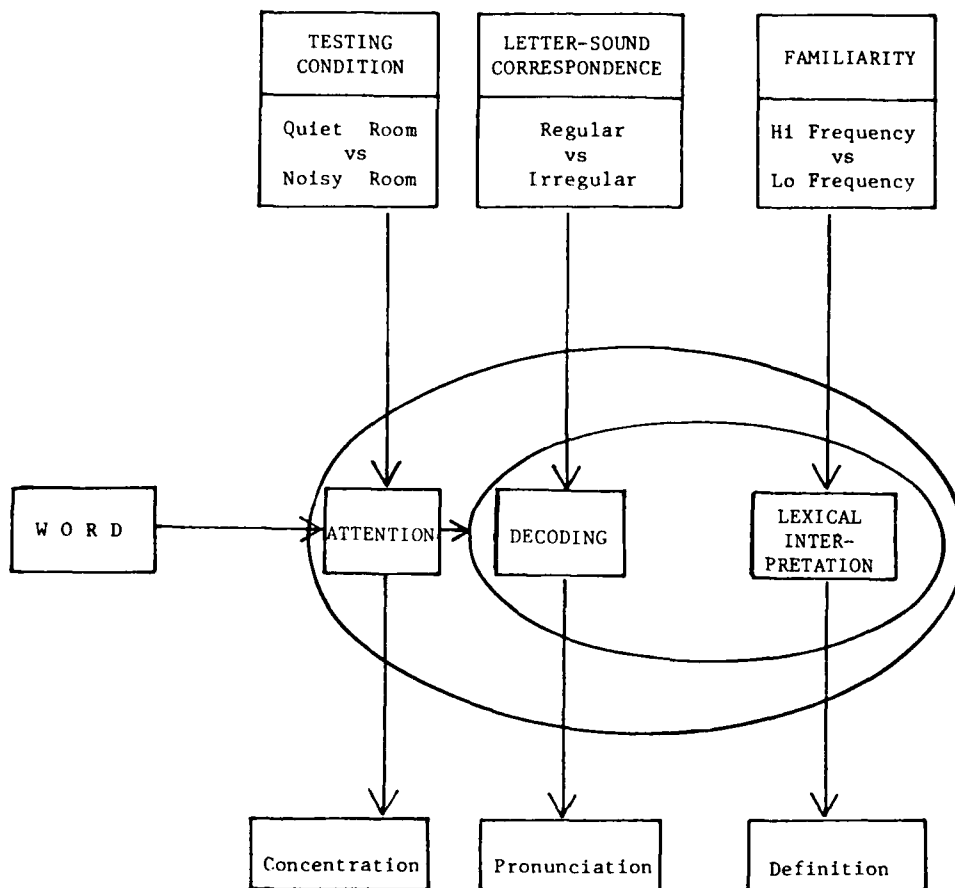 TESTING
CONDITION
Quiet Room
vs
Noisy Room
LETTER-SOUND
CORRESPONDENCE
Regular
vs
Irregular
FAMILIARITY
Hi Frequency
vs
Lo Frequency
W O R D
ATTENTION
DECODING
LEXICAL
INTER-
PRETATION
Concentration
Pronunciation
Definition